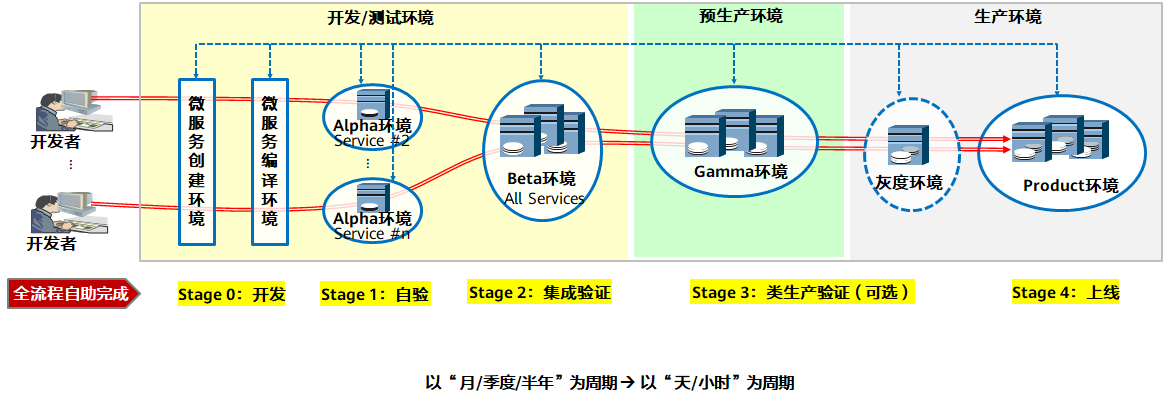 开发/测试环境
预生产环境
生产环境
开发者
...
开发者
微服务创建环境
微服务编译环境
Alpha环境
Service #2
...
Alpha环境
Service #n
Beta环境
All Services
Gamma环境
灰度环境
Product环境
全流程自助完成
Stage 0：开发
Stage 1：自验
Stage 2：集成验证
Stage 3：类生产验证（可选）
Stage 4：上线
以“月/季度/半年”为周期→ 以“天/小时”为周期